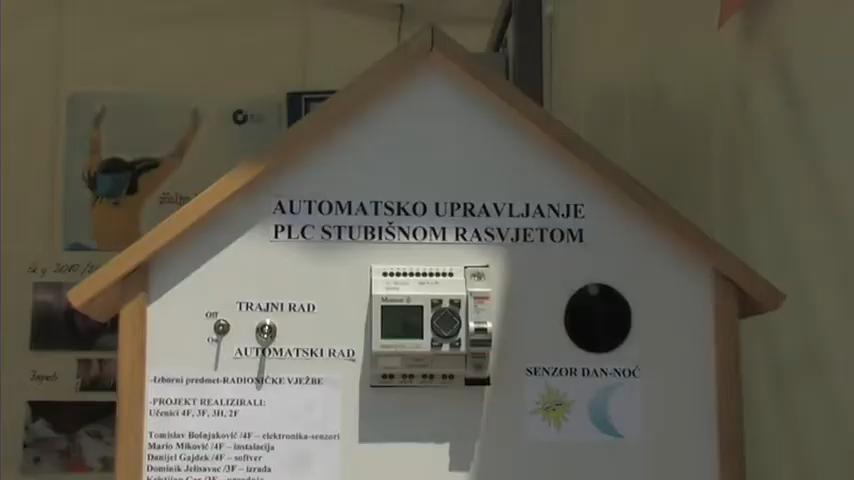 AUTOMATSKO UPRAVLJANJE
PLC STUBIŠNOM RASVJETOM
TRAJNI RAD
Off
On
AUTOMATSKI RAD
Moeller
SENZOR DAN-NOĆ
-Izborni predmet-RADIONIČKE VJEŽBE
-PROJEKT REALIZIRALI:
Učenici 4F, 3F, 3H, 2F
Tomislav Bošnjaković /4F – elektronika-senzori
Mario Miković /4F – instalacija
Danijel Gajdek /4F – softver
Dominik Jelisavac /3F – izrada